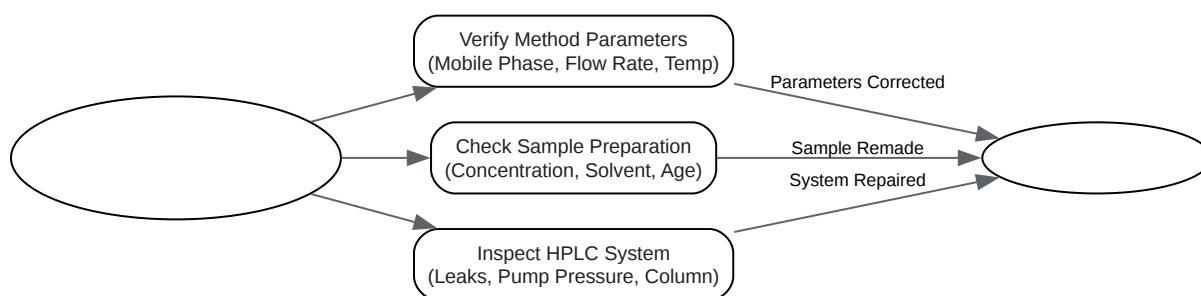 Verify Method Parameters
(Mobile Phase, Flow Rate, Temp)
Parameters Corrected
Check Sample Preparation
(Concentration, Solvent, Age)
Sample Remade
System Repaired
Inspect HPLC System
(Leaks, Pump Pressure, Column)